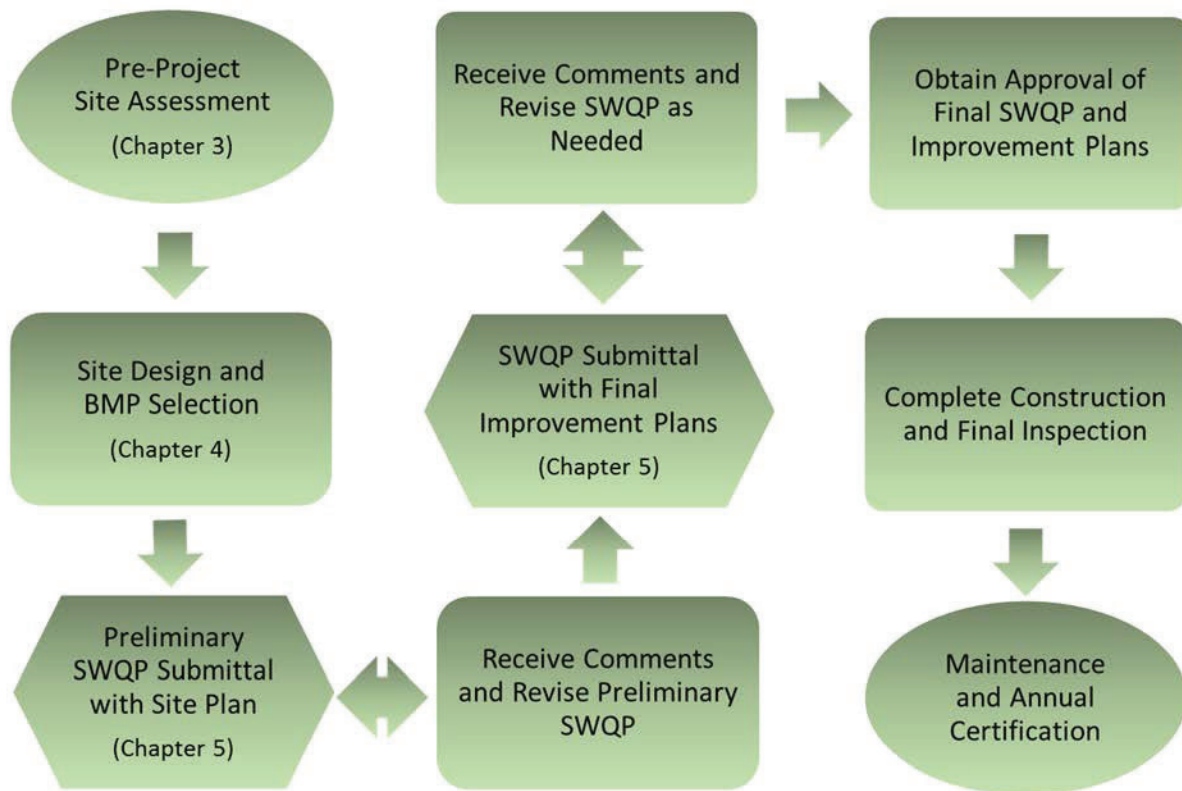 Pre-Project
Site Assessment
(Chapter 3)
Site Design and
BMP Selection
(Chapter 4)
Preliminary
SWQP Submittal
with Site Plan
(Chapter 5)
Receive Comments
and Revise Preliminary
SWQP
SWQP Submittal
with Final
Improvement Plans
(Chapter 5)
Receive Comments and
Revise SWQP as
Needed
Obtain Approval of
Final SWQP and
Improvement Plans
Complete Construction
and Final Inspection
Maintenance
and Annual
Certification